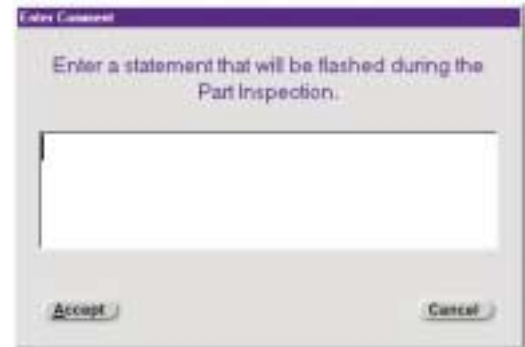 Enter Comment
Enter a statement that will be flashed during the
Part Inspection.
Accept
Cancel